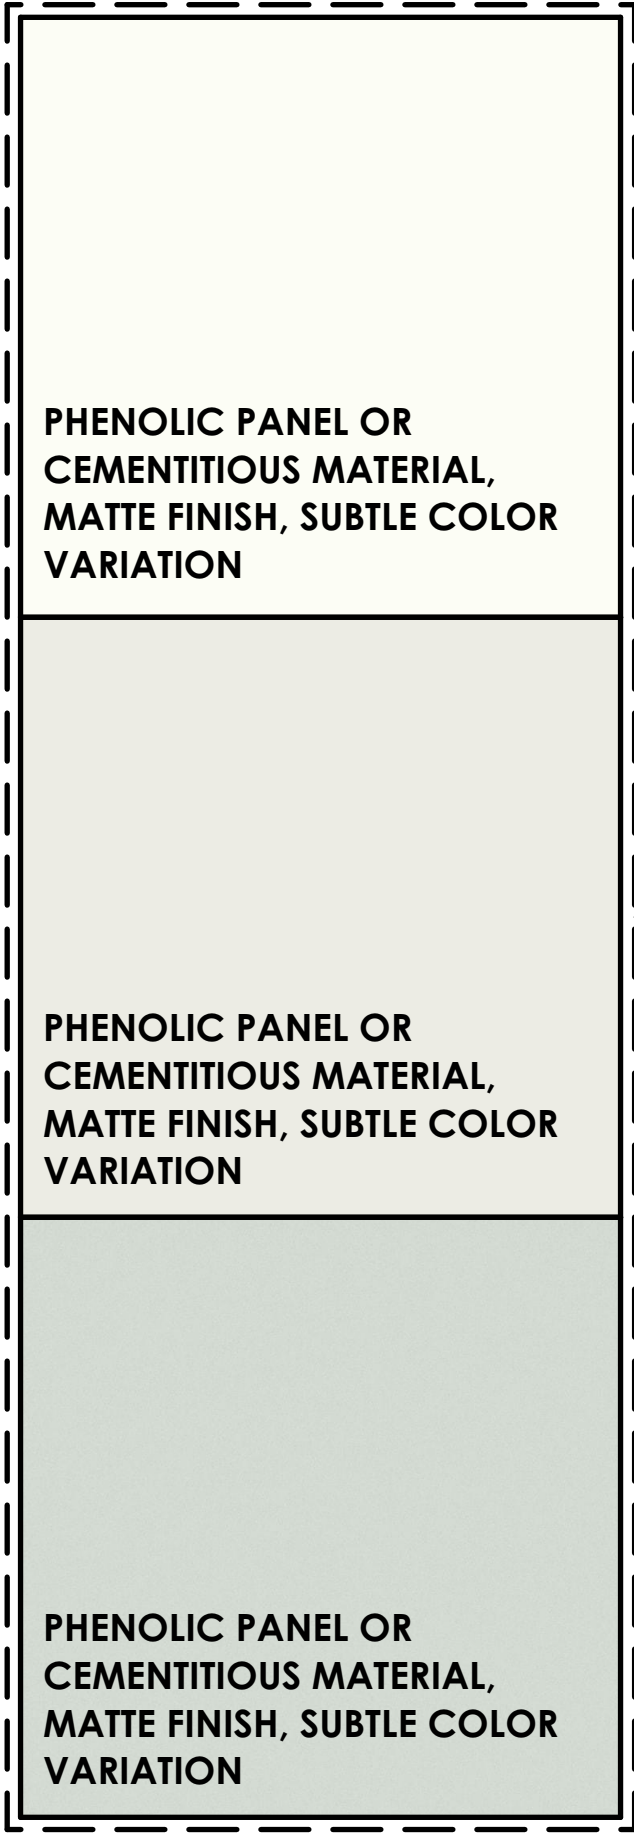 PHENOLIC PANEL OR
CEMENTITIOUS MATERIAL,
MATTE FINISH, SUBTLE COLOR
VARIATION
PHENOLIC PANEL OR
CEMENTITIOUS MATERIAL,
MATTE FINISH, SUBTLE COLOR
VARIATION
PHENOLIC PANEL OR
CEMENTITIOUS MATERIAL,
MATTE FINISH, SUBTLE COLOR
VARIATION